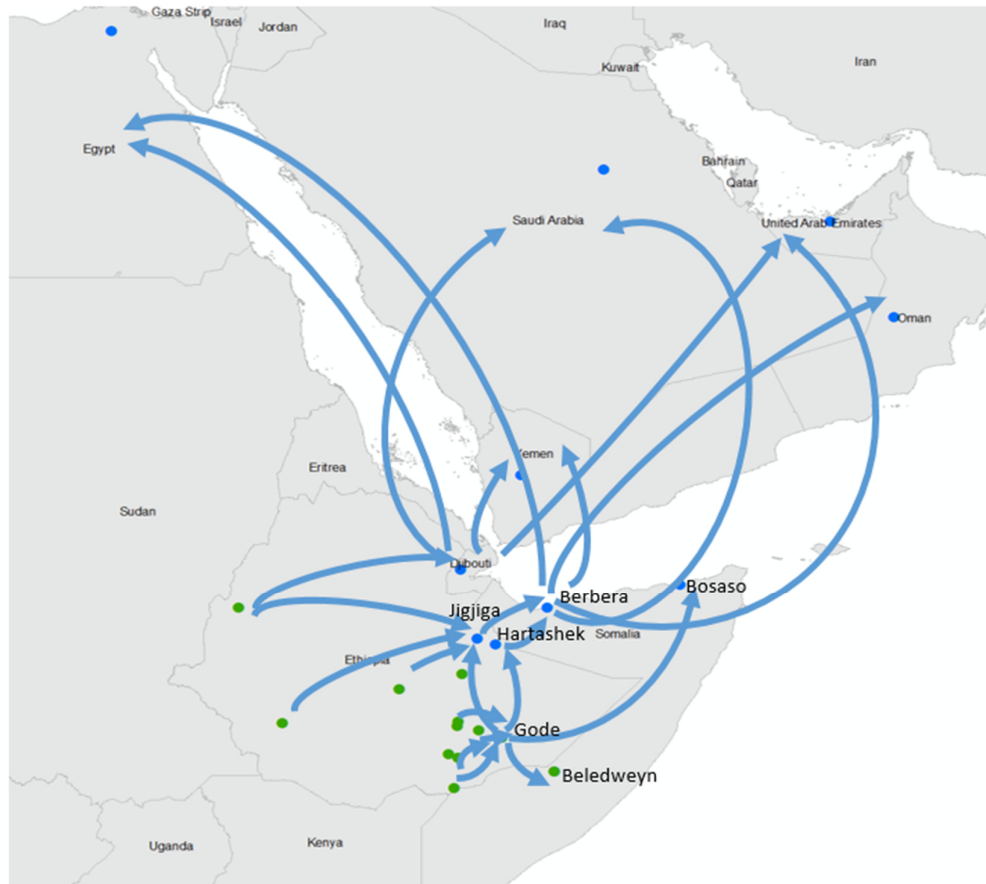 Gaza Strip
Israel
Jordan
Iraq
Kuwait
Iran
Egypt
Bahrain
Qatar
Saudi Arabia
United Arab Emirates
Oman
Yemen
Eritrea
Sudan
Djibouti
Berbera
Bosaso
Jigjiga
Hartashek
Somalia
Ethiopia
Gode
Beledweyn
Kenya
Uganda